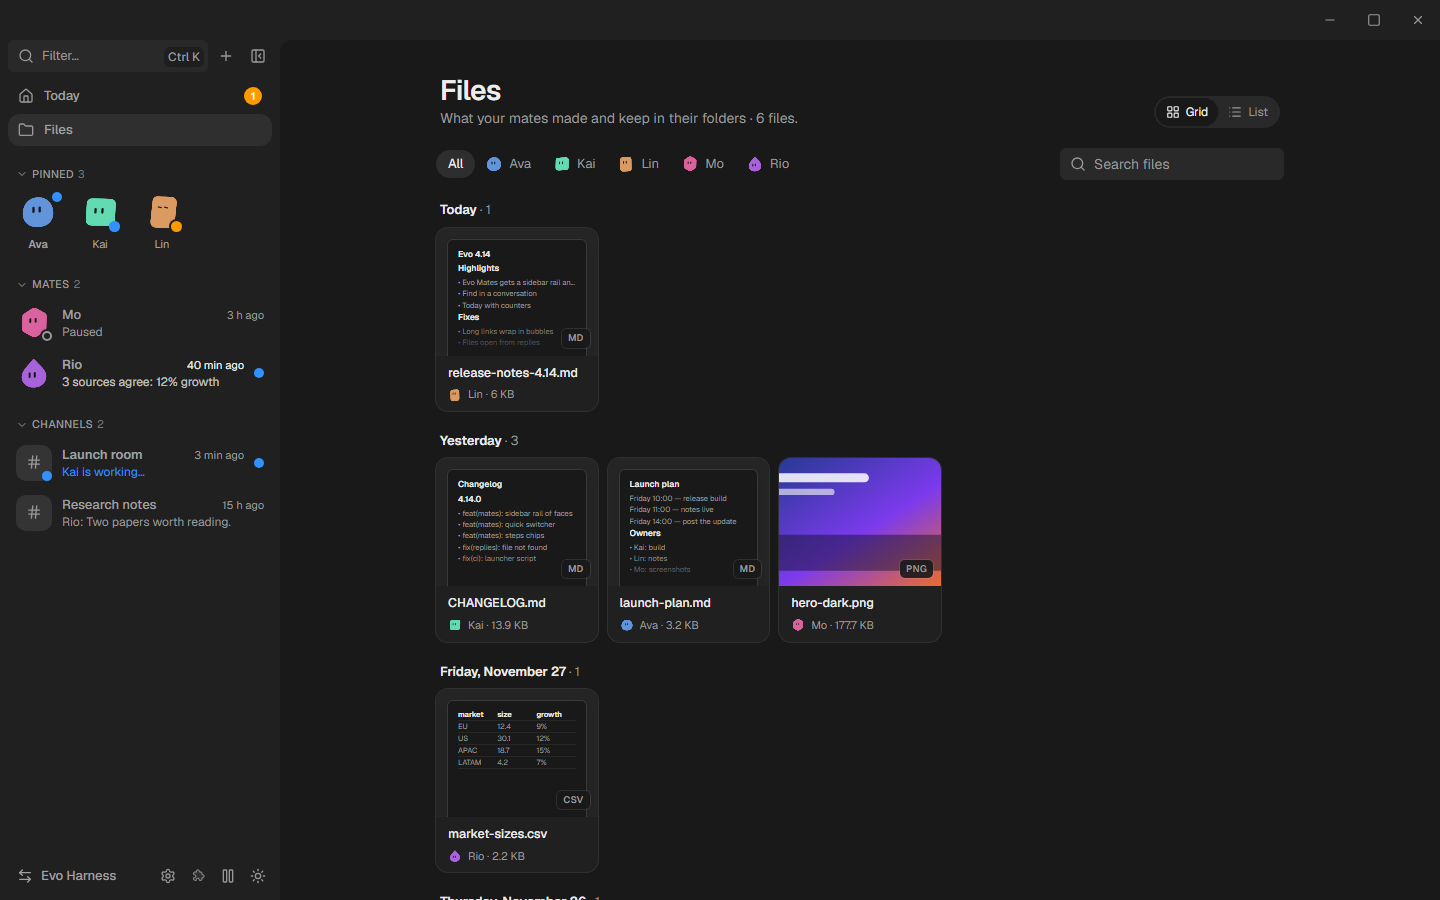 Filter...
Ctrl K
Today
1
Files
PINNED 3
Ava
Kai
Lin
MATES 2
Mo
3 h ago
Paused
Rio
40 min ago
3 sources agree: 12% growth
CHANNELS 2
Launch room
3 min ago
Kai is working...
Research notes
15 h ago
Rio: Two papers worth reading.
Evo Harness
Files
What your mates made and keep in their folders · 6 files.
Grid
List
All
Ava
Kai
Lin
Mo
Rio
Search files
Today · 1
Evo 4.14
Highlights
• Evo Mates gets a sidebar rail an...
• Find in a conversation
• Today with counters
Fixes
• Long links wrap in bubbles
• Files open from replies
MD
release-notes-4.14.md
Lin · 6 KB
Yesterday · 3
Changelog
4.14.0
• feat(mates): sidebar rail of faces
• feat(mates): quick switcher
• feat(mates): steps chips
• fix(replies): file not found
• fix(ci): launcher script
MD
CHANGELOG.md
Kai · 13.9 KB
Launch plan
Friday 10:00 — release build
Friday 11:00 — notes live
Friday 14:00 — post the update
Owners
• Kai: build
• Lin: notes
• Mo: screenshots
MD
launch-plan.md
Ava · 3.2 KB
PNG
hero-dark.png
Mo · 177.7 KB
Friday, November 27 · 1
market size growth
EU 12.4 9%
US 30.1 12%
APAC 18.7 15%
LATAM 4.2 7%
CSV
market-sizes.csv
Rio · 2.2 KB
Thursday, November 26 · 1